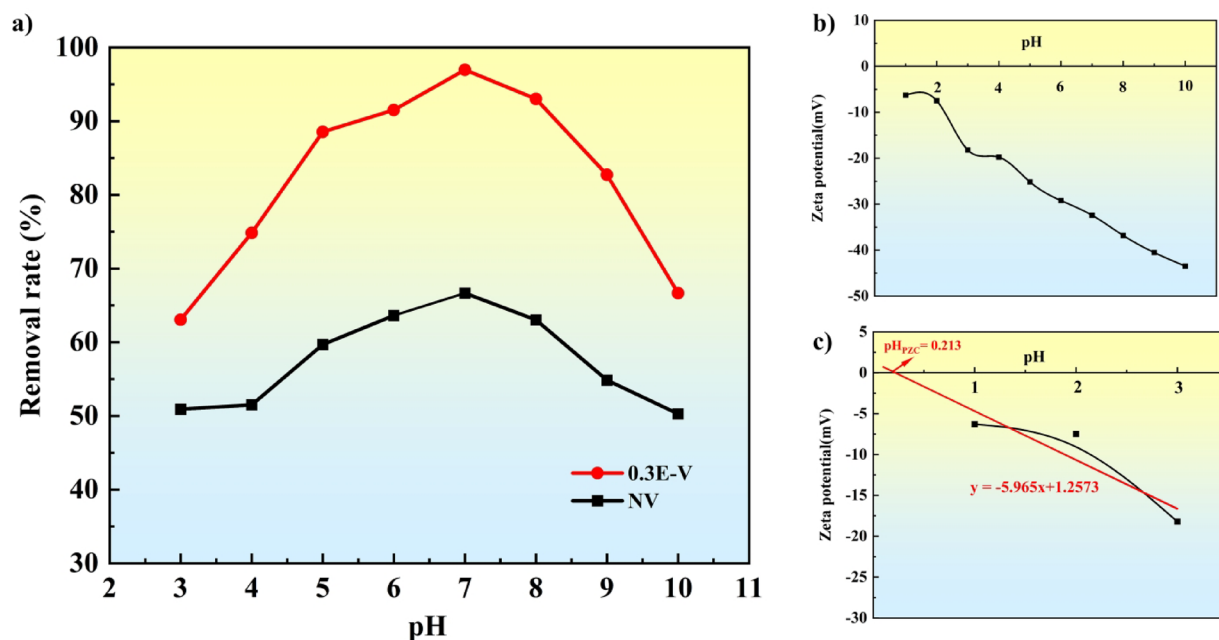 a)
Removal rate (%)
100
90
80
70
60
50
40
30
2 3 4 5 6 7 8 9 10 11
pH
0.3E-V
NV
b)
pH
Zeta potential(mV)
10
0
-10
-20
-30
-40
-50
2 4 6 8 10
c)
pHPZC= 0.213
pH
Zeta potential(mV)
5
0
-5
-10
-15
-20
-25
-30
1 2 3
y = -5.965x+1.2573